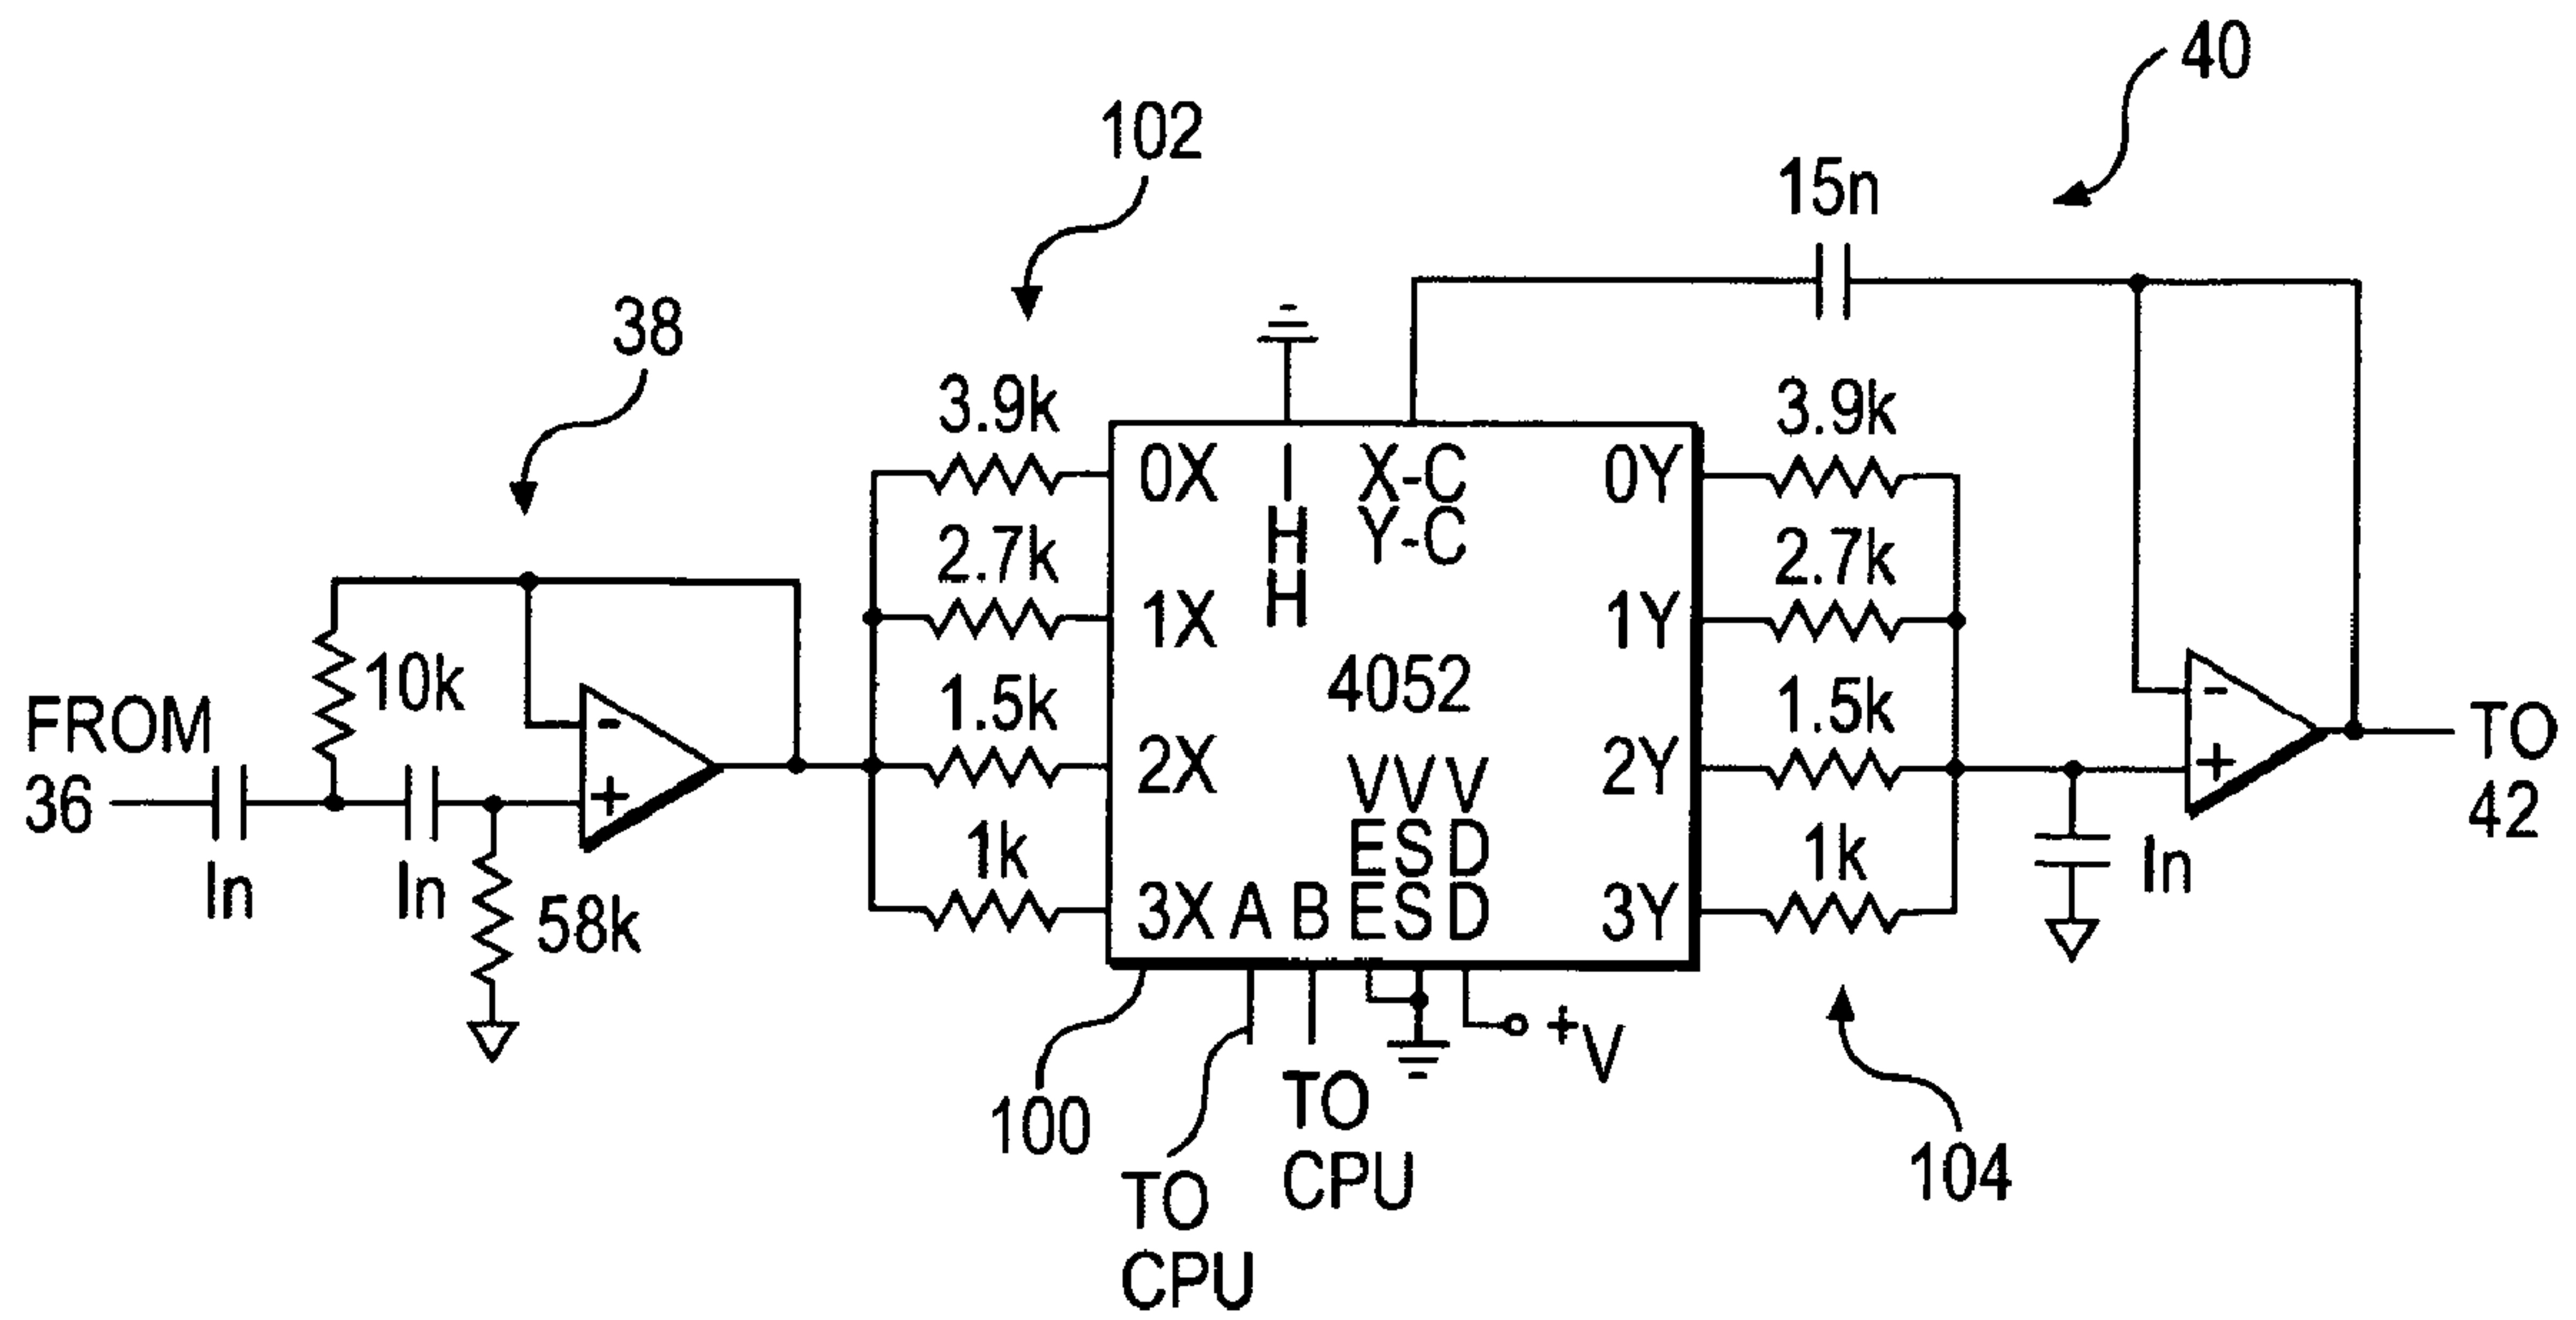 40
102
15n
38
3.9k
3.9k
0X
I
H
H
X-C
Y-C
0Y
2.7k
2.7k
1X
1Y
10k
FROM
36
1.5k
4052
1.5k
TO
42
2X
2Y
-
+
-
+
In
In
58k
1k
1k
In
3X
A
B
VVV
ESD
ESD
3Y
+V
100
TO
CPU
TO
CPU
104